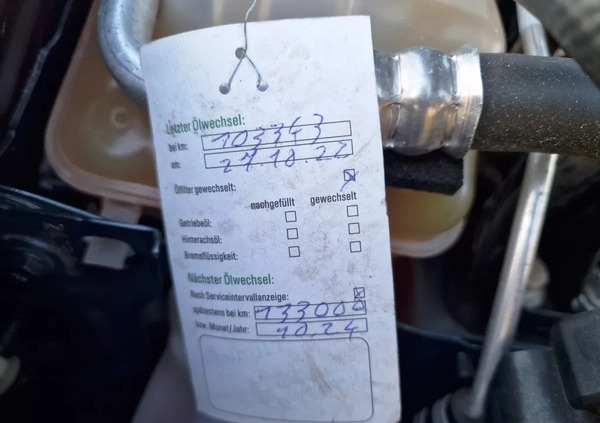 Letzter Ölwechsel:
bei km: 103343
am: 27.10.22
Ölfilter gewechselt:
nachgefüllt gewechselt
Getriebeöl:
Hinterachsöl:
Bremsflüssigkeit:
Nächster Ölwechsel:
Nach Serviceintervallanzeige:
spätestens bei km: 133000
bzw. Monat/Jahr: 10.24